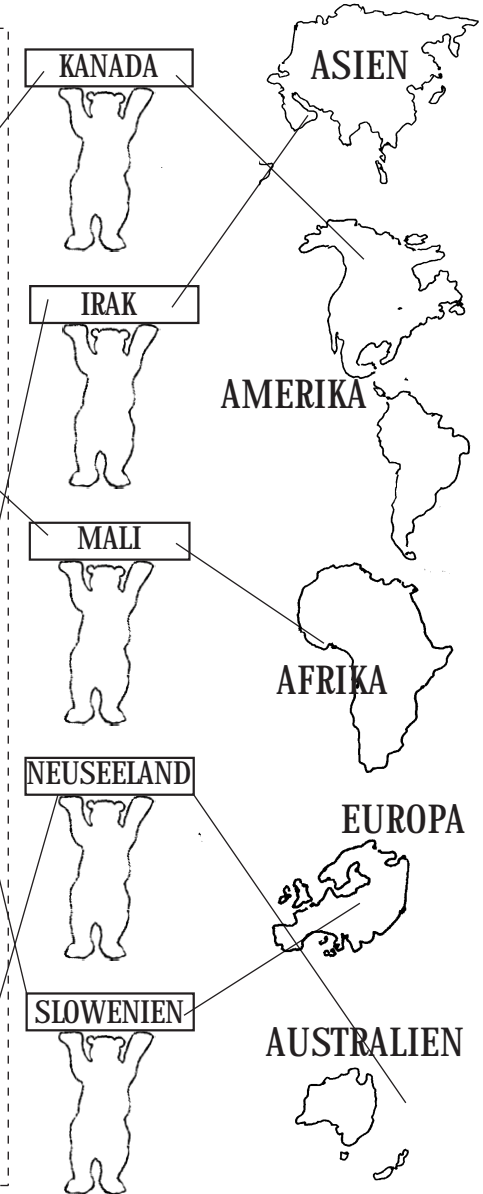 KANADA
ASIEN
IRAK
AMERIKA
MALI
AFRIKA
NEUSEELAND
EUROPA
SLOWENIEN
AUSTRALIEN